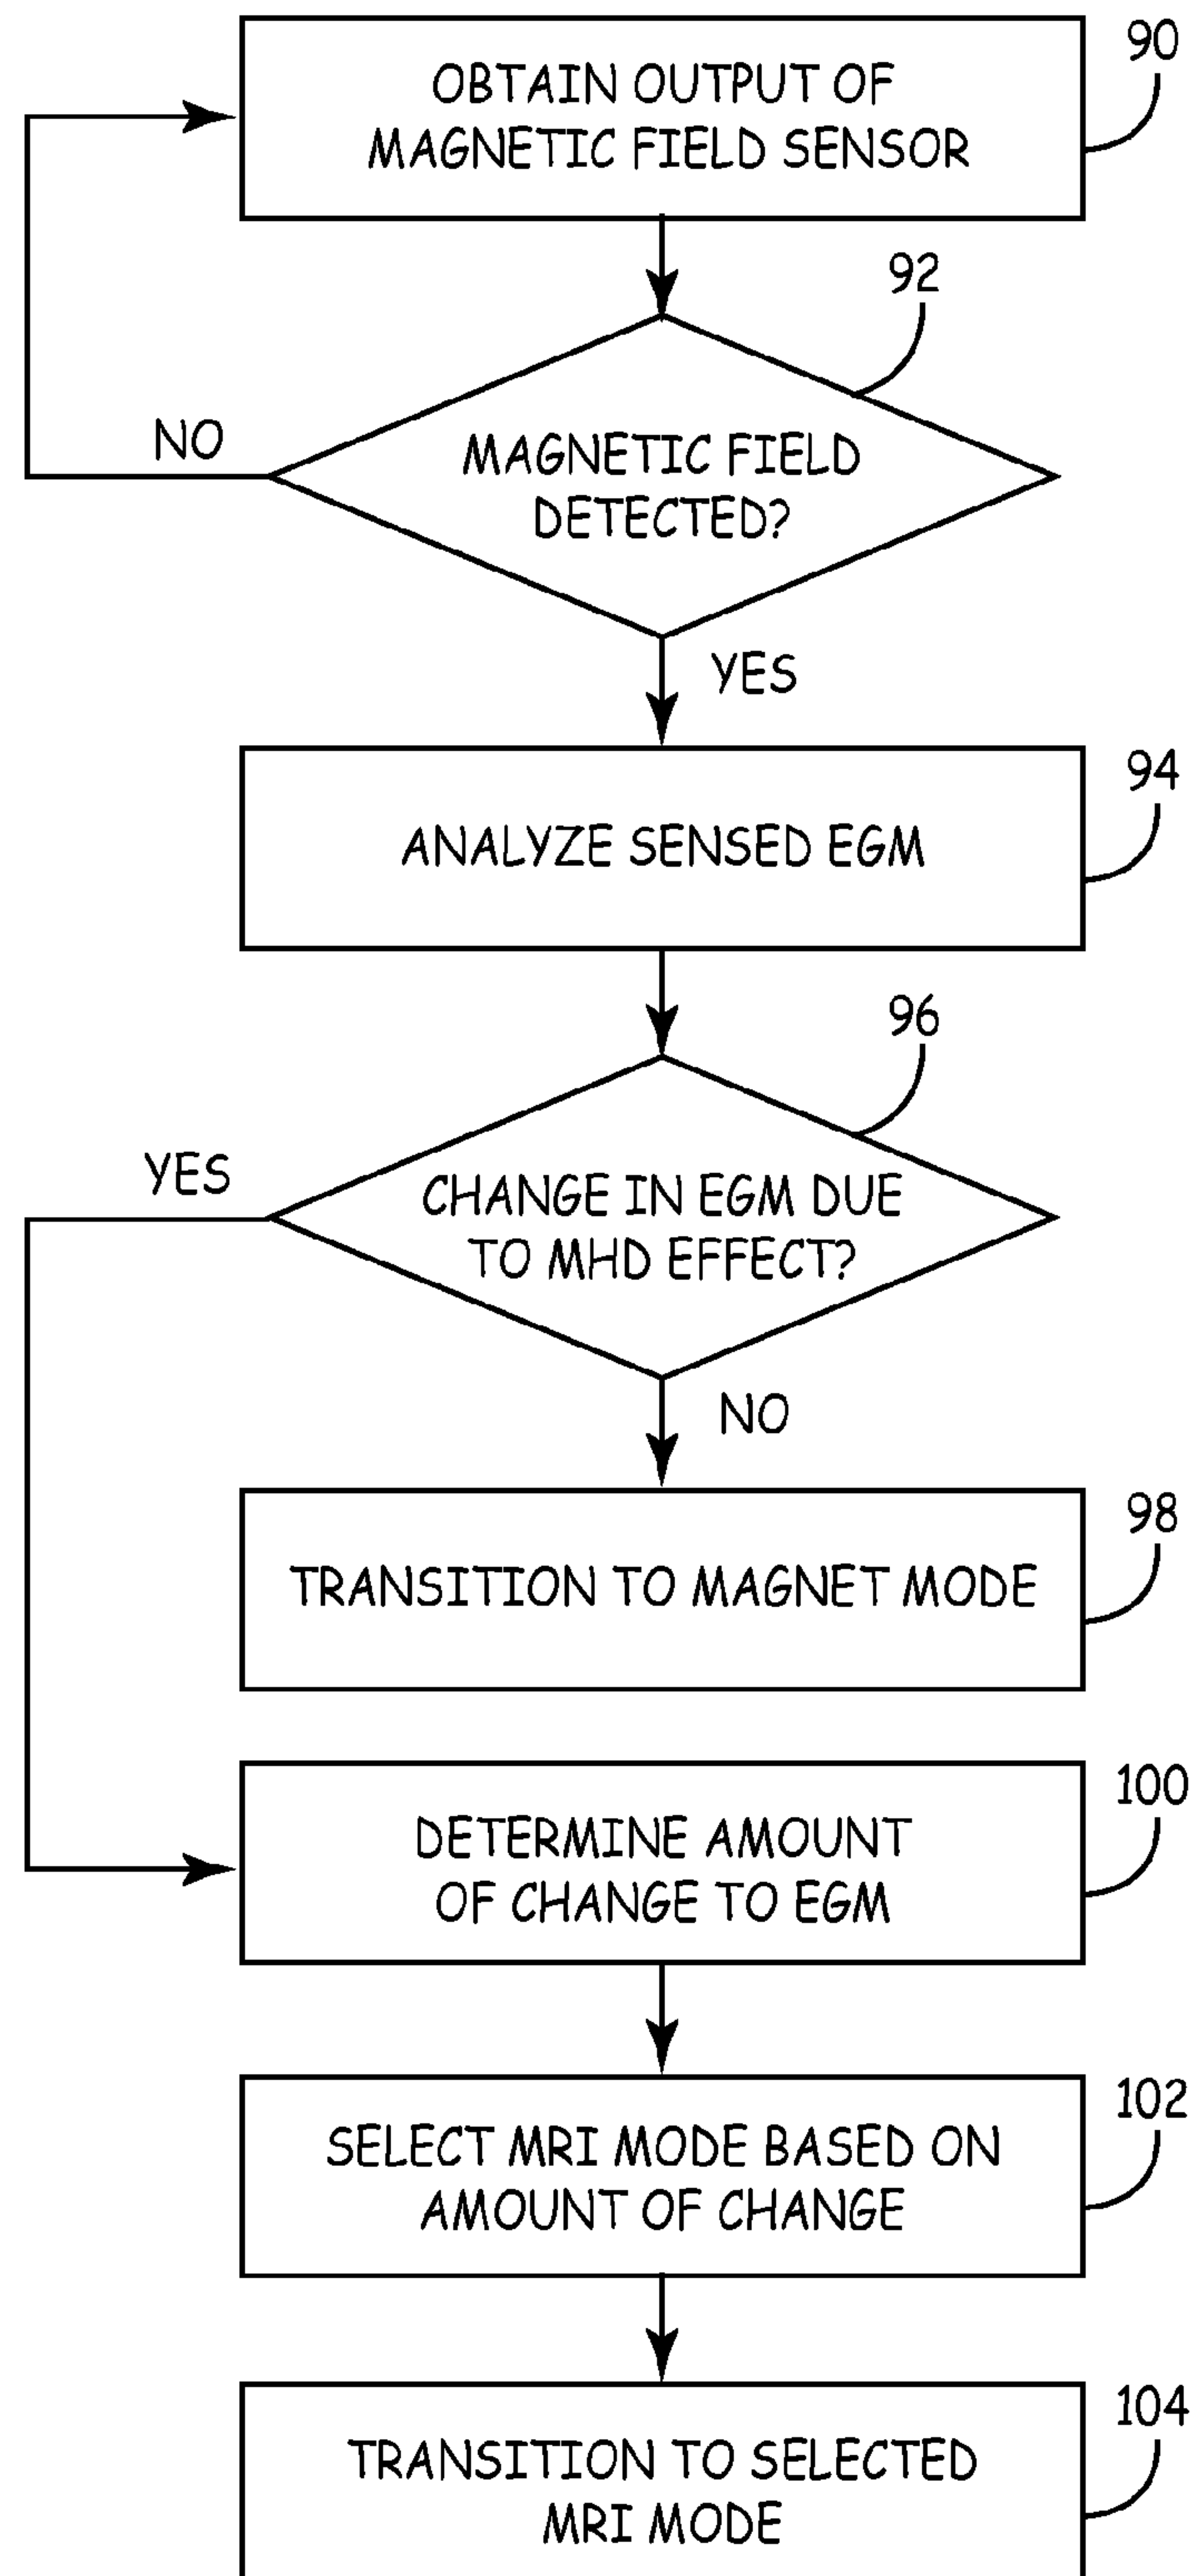 90
OBTAIN OUTPUT OF
MAGNETIC FIELD SENSOR
92
NO
MAGNETIC FIELD
DETECTED?
YES
94
ANALYZE SENSED EGM
96
YES
CHANGE IN EGM DUE
TO MHD EFFECT?
NO
98
TRANSITION TO MAGNET MODE
100
DETERMINE AMOUNT
OF CHANGE TO EGM
102
SELECT MRI MODE BASED ON
AMOUNT OF CHANGE
104
TRANSITION TO SELECTED
MRI MODE